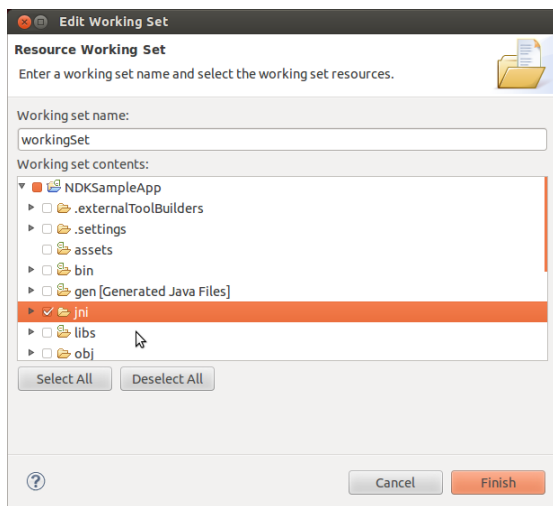 Edit Working Set
Resource Working Set
Enter a working set name and select the working set resources.
Working set name:
workingSet
Working set contents:
NDKSampleApp
.externalToolBuilders
.settings
assets
bin
gen [Generated Java Files]
jni
libs
obj
Select All Deselect All
? Cancel Finish